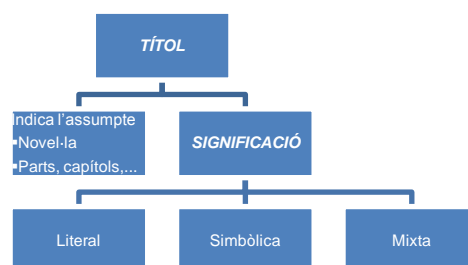 TÍTOL
Indica l'assumpte
▪Novel·la
▪Parts, capítols,...
SIGNIFICACIÓ
Literal
Simbòlica
Mixta